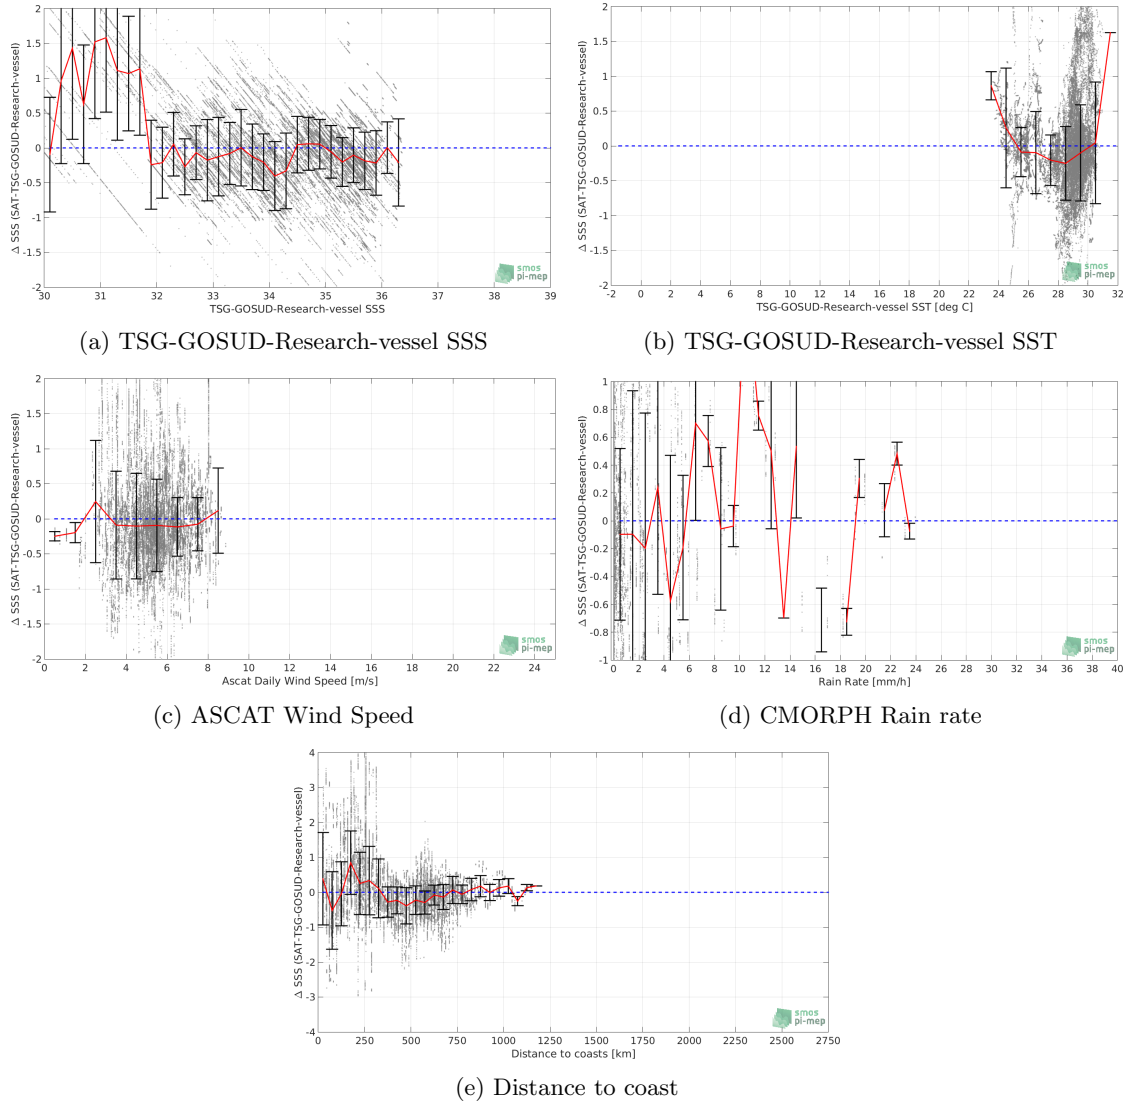 2
1.5
1
0.5
0
-0.5
-1
-1.5
-2
Δ SSS (SAT-TSG-GOSUD-Research-vessel)
30 31 32 33 34 35 36 37 38 39
TSG-GOSUD-Research-vessel SSS
smos
pi-mep
(a) TSG-GOSUD-Research-vessel SSS
2
1.5
1
0.5
0
-0.5
-1
-1.5
-2
Δ SSS (SAT-TSG-GOSUD-Research-vessel)
-2 0 2 4 6 8 10 12 14 16 18 20 22 24 26 28 30 32
TSG-GOSUD-Research-vessel SST [deg C]
smos
pi-mep
(b) TSG-GOSUD-Research-vessel SST
2
1.5
1
0.5
0
-0.5
-1
-1.5
-2
Δ SSS (SAT-TSG-GOSUD-Research-vessel)
0 2 4 6 8 10 12 14 16 18 20 22 24
Ascat Daily Wind Speed [m/s]
smos
pi-mep
(c) ASCAT Wind Speed
1
0.8
0.6
0.4
0.2
0
-0.2
-0.4
-0.6
-0.8
-1
Δ SSS (SAT-TSG-GOSUD-Research-vessel)
0 2 4 6 8 10 12 14 16 18 20 22 24 26 28 30 32 34 36 38 40
Rain Rate [mm/h]
smos
pi-mep
(d) CMORPH Rain rate
4
3
2
1
0
-1
-2
-3
-4
Δ SSS (SAT-TSG-GOSUD-Research-vessel)
0 250 500 750 1000 1250 1500 1750 2000 2250 2500 2750
Distance to coasts [km]
smos
pi-mep
(e) Distance to coast